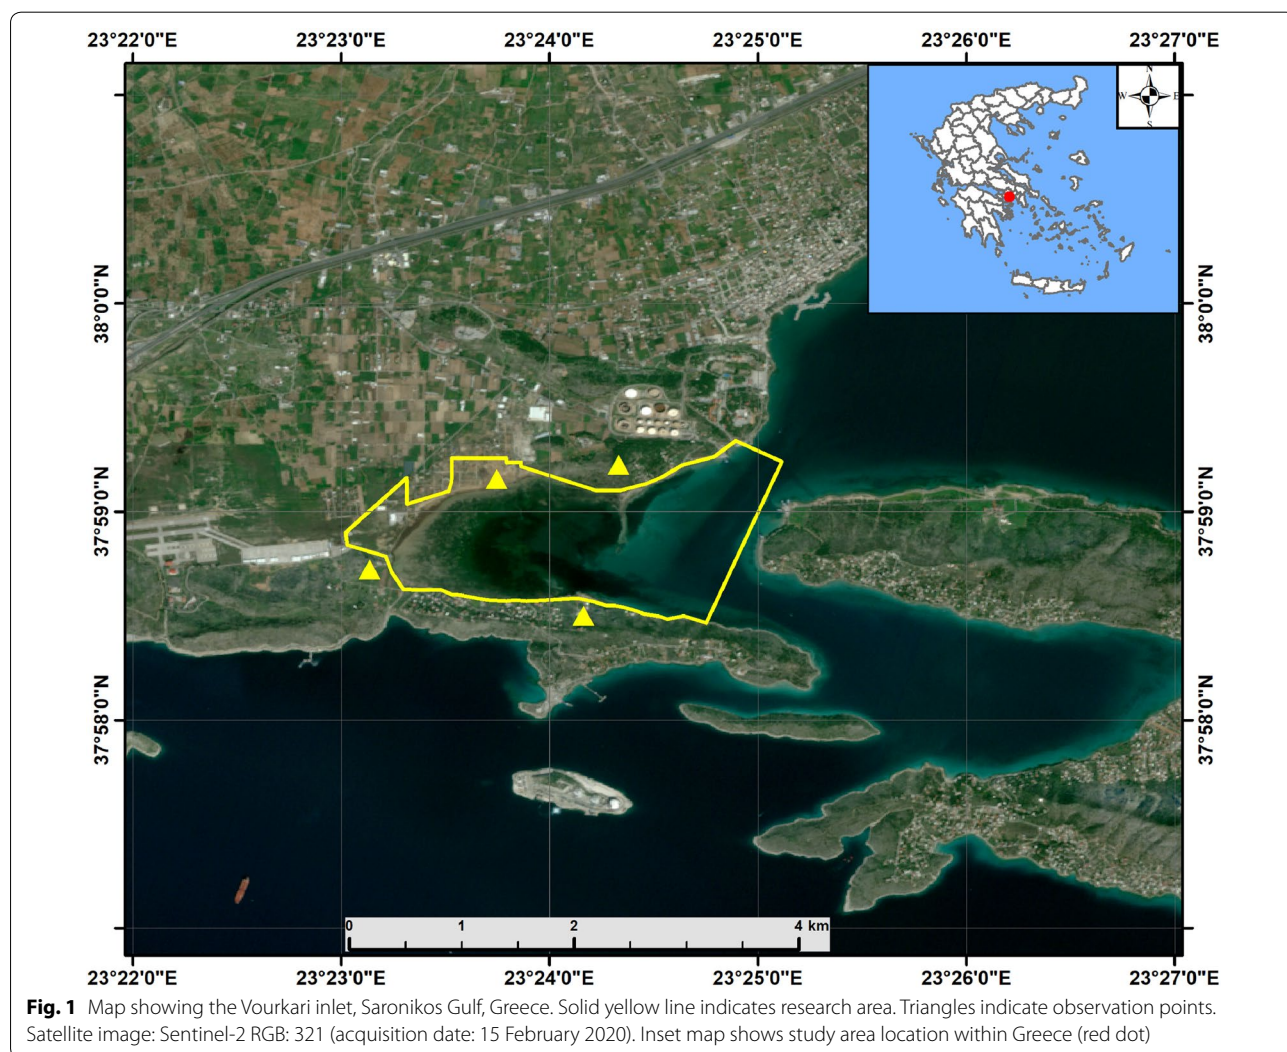 23°22'0"E 23°23'0"E 23°24'0"E 23°25'0"E 23°26'0"E 23°27'0"E
N
W E
S
38°0'0"N 38°0'0"N
37°59'0"N 37°59'0"N
37°58'0"N 37°58'0"N
0 1 2 4 km
23°22'0"E 23°23'0"E 23°24'0"E 23°25'0"E 23°26'0"E 23°27'0"E
Fig. 1 Map showing the Vourkari inlet, Saronikos Gulf, Greece. Solid yellow line indicates research area. Triangles indicate observation points.
Satellite image: Sentinel-2 RGB: 321 (acquisition date: 15 February 2020). Inset map shows study area location within Greece (red dot)